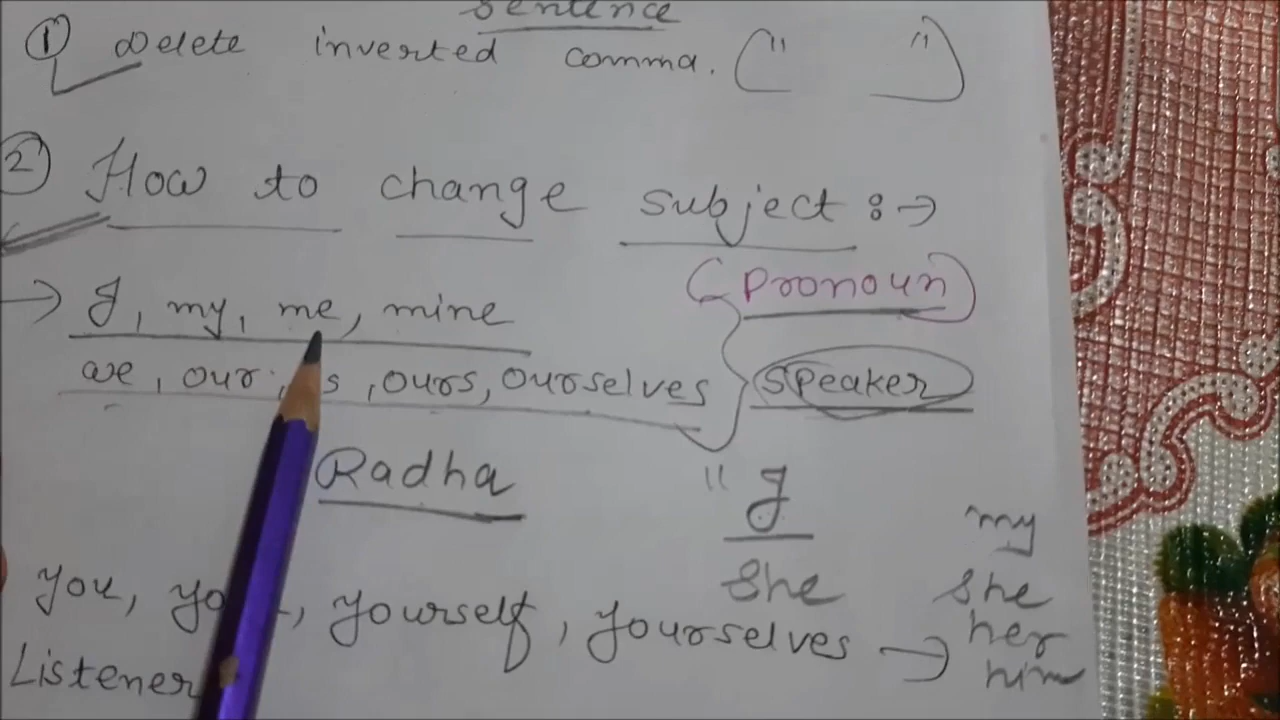 sentence
① Delete inverted comma. (" ")
② How to change subject :→
→ I, my, me, mine (Pronoun)
we, our, s, ours, ourselves speaker
Radha "I my
She she
You, yourself, yourselves → her
Listener him